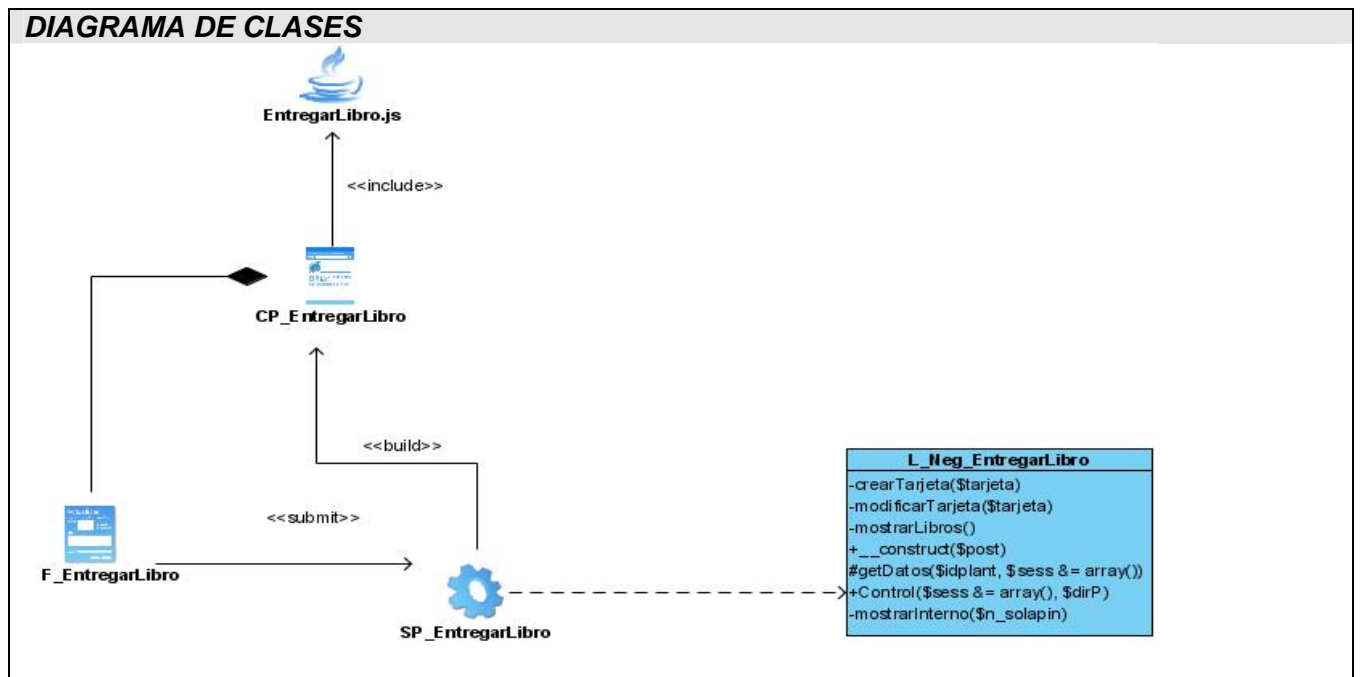 DIAGRAMA DE CLASES
EntregarLibro.js
<<include>>
CP_EntregarLibro
<<build>>
<<submit>>
F_EntregarLibro
SP_EntregarLibro
L_Neg_EntregarLibro
-crearTarjeta($tarjeta)
-modificarTarjeta($tarjeta)
-mostrarLibros()
+__construct($post)
#getDatos($idplant, $sess &= array())
+Control($sess &= array(), $dirP)
-mostrarInterno($n_solapin)